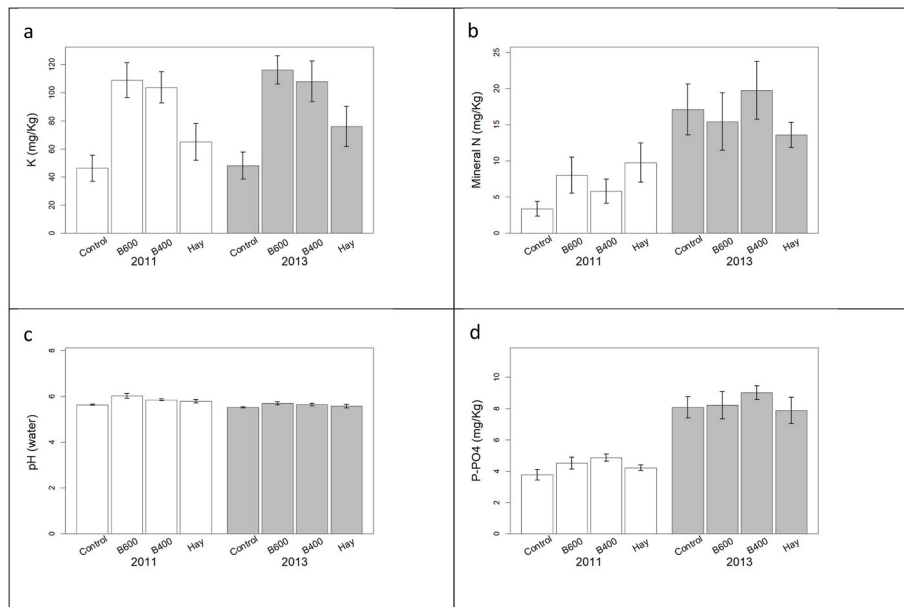 a
K (mg/Kg)
0 20 40 60 80 100 120
Control B600 B400 Hay Control B600 B400 Hay
2011 2013
b
Mineral N (mg/Kg)
0 5 10 15 20 25
Control B600 B400 Hay Control B600 B400 Hay
2011 2013
c
pH (water)
0 2 4 6 8
Control B600 B400 Hay Control B600 B400 Hay
2011 2013
d
P-PO4 (mg/Kg)
0 2 4 6 8 10
Control B600 B400 Hay Control B600 B400 Hay
2011 2013